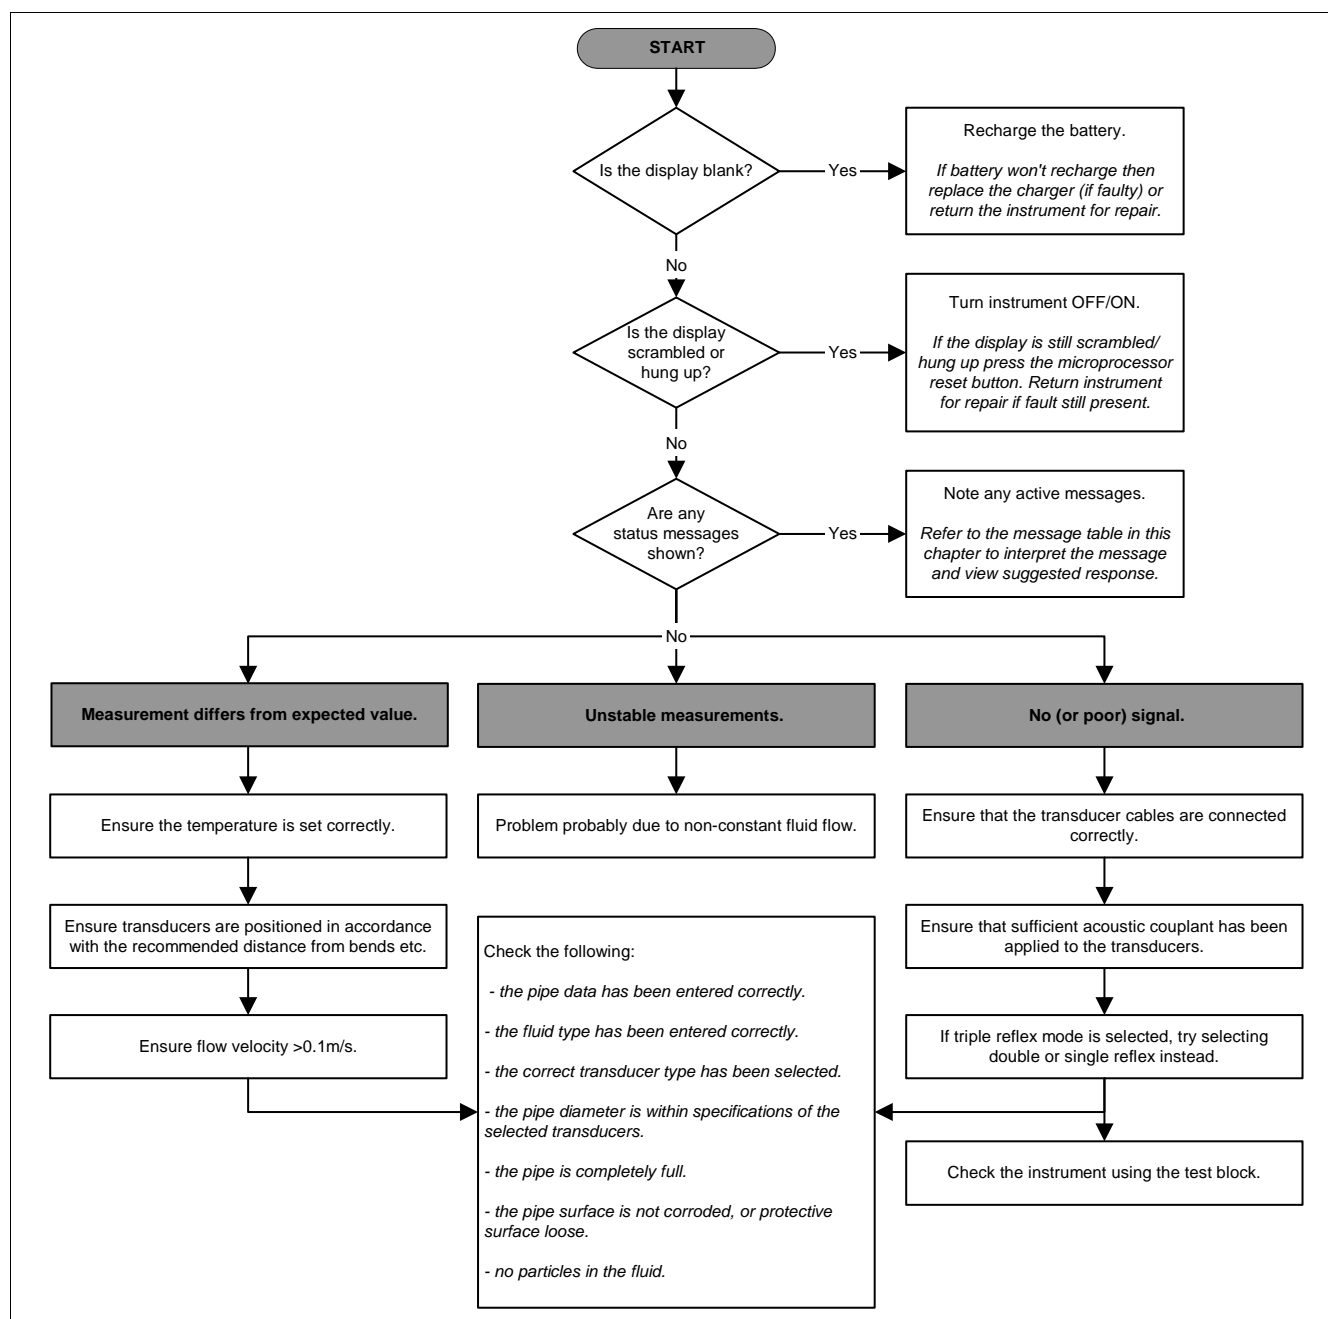 START
Is the display blank?
Yes
Recharge the battery.
If battery won't recharge then
replace the charger (if faulty) or
return the instrument for repair.
No
Is the display
scrambled or
hung up?
Yes
Turn instrument OFF/ON.
If the display is still scrambled/
hung up press the microprocessor
reset button. Return instrument
for repair if fault still present.
No
Are any
status messages
shown?
Yes
Note any active messages.
Refer to the message table in this
chapter to interpret the message
and view suggested response.
No
Measurement differs from expected value.
Ensure the temperature is set correctly.
Ensure transducers are positioned in accordance
with the recommended distance from bends etc.
Ensure flow velocity >0.1m/s.
Unstable measurements.
Problem probably due to non-constant fluid flow.
Check the following:
- the pipe data has been entered correctly.
- the fluid type has been entered correctly.
- the correct transducer type has been selected.
- the pipe diameter is within specifications of the
selected transducers.
- the pipe is completely full.
- the pipe surface is not corroded, or protective
surface loose.
- no particles in the fluid.
No (or poor) signal.
Ensure that the transducer cables are connected
correctly.
Ensure that sufficient acoustic couplant has been
applied to the transducers.
If triple reflex mode is selected, try selecting
double or single reflex instead.
Check the instrument using the test block.